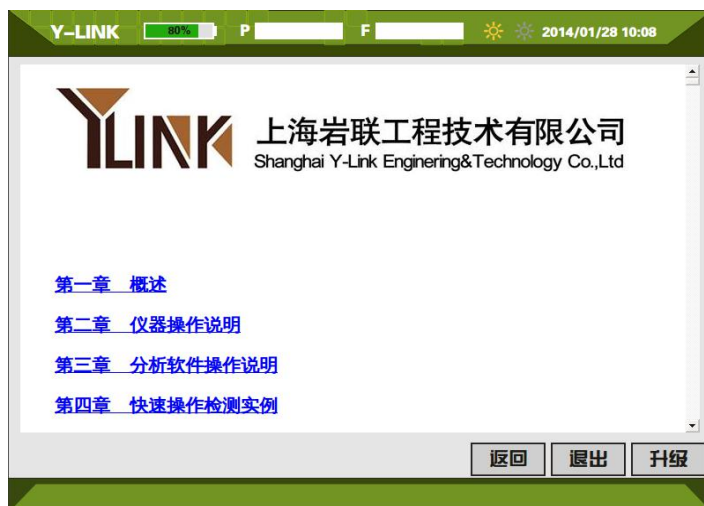 Y-LINK 80% P F 2014/01/28 10:08
YLINK
上海岩联工程技术有限公司
Shanghai Y-Link Enginering&Technology Co.,Ltd
第一章 概述
第二章 仪器操作说明
第三章 分析软件操作说明
第四章 快速操作检测实例
返回 退出 升级